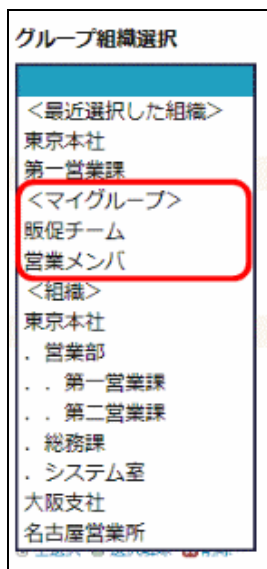 グループ組織選択
＜最近選択した組織＞
東京本社
第一営業課
＜マイグループ＞
販促チーム
営業メンバ
＜組織＞
東京本社
．営業部
．．第一営業課
．．第二営業課
．総務課
．システム室
大阪支社
名古屋営業所